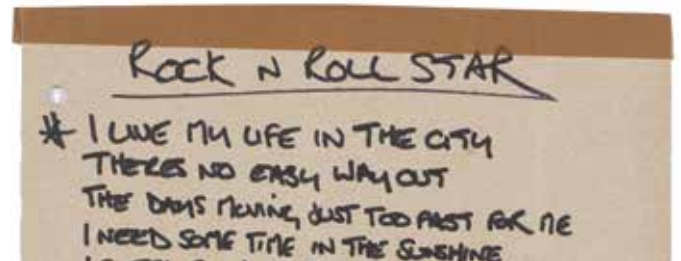 ROCK N ROLL STAR
* I LIVE MY LIFE IN THE CITY
THERES NO EASY WAY OUT
THE DAYS MOVING JUST TOO FAST FOR ME
I NEED SOME TIME IN THE SUNSHINE